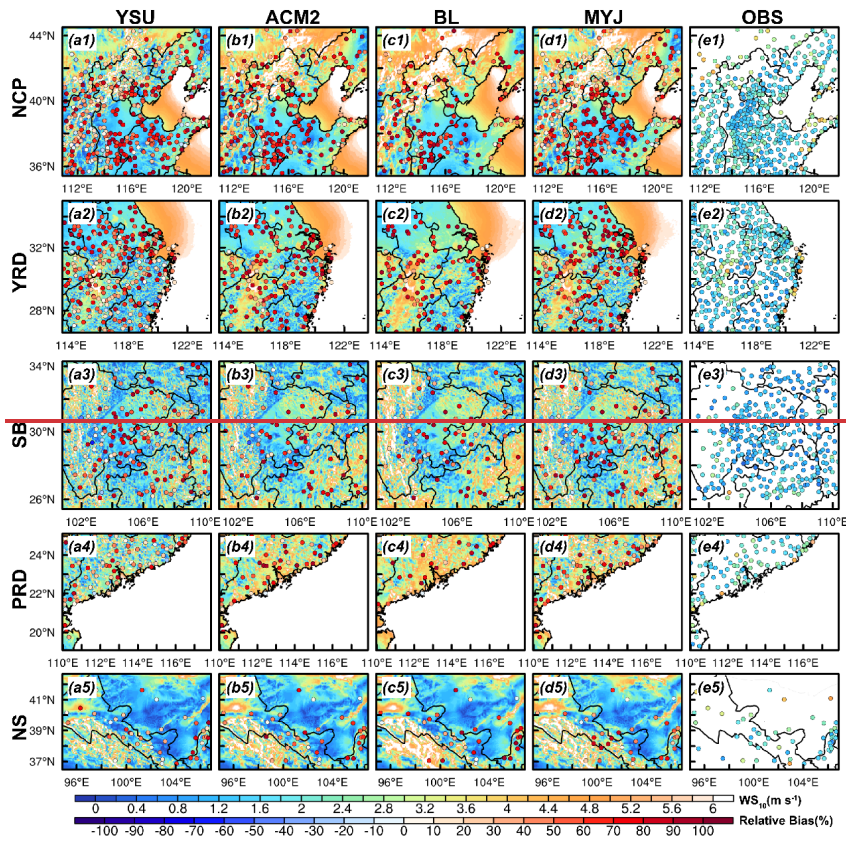 YSU ACM2 BL MYJ OBS
NCP
44°N
40°N
36°N
(a1) (b1) (c1) (d1) (e1)
112°E 116°E 120°E 112°E 116°E 120°E 112°E 116°E 120°E 112°E 116°E 120°E 112°E 116°E 120°E
YRD
32°N
28°N
(a2) (b2) (c2) (d2) (e2)
114°E 118°E 122°E 114°E 118°E 122°E 114°E 118°E 122°E 114°E 118°E 122°E 114°E 118°E 122°E
SB
34°N
30°N
26°N
(a3) (b3) (c3) (d3) (e3)
102°E 106°E 110°E 102°E 106°E 110°E 102°E 106°E 110°E 102°E 106°E 110°E 102°E 106°E 110°E
PRD
24°N
22°N
20°N
(a4) (b4) (c4) (d4) (e4)
110°E 112°E 114°E 116°E 110°E 112°E 114°E 116°E 110°E 112°E 114°E 116°E 110°E 112°E 114°E 116°E 110°E 112°E 114°E 116°E
NS
41°N
39°N
37°N
(a5) (b5) (c5) (d5) (e5)
96°E 100°E 104°E 96°E 100°E 104°E 96°E 100°E 104°E 96°E 100°E 104°E 96°E 100°E 104°E
0 0.4 0.8 1.2 1.6 2 2.4 2.8 3.2 3.6 4 4.4 4.8 5.2 5.6 6 WS10(m s-1)
-100 -90 -80 -70 -60 -50 -40 -30 -20 -10 0 10 20 30 40 50 60 70 80 90 100 Relative Bias(%)